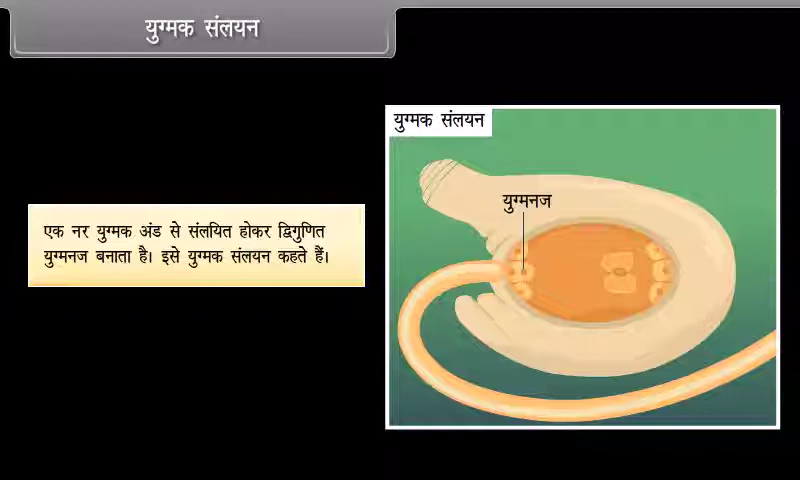 युग्मक संलयन
युग्मक संलयन
युग्मनज
एक नर युग्मक अंड से संलयित होकर द्विगुणित
युग्मनज बनाता है। इसे युग्मक संलयन कहते हैं।